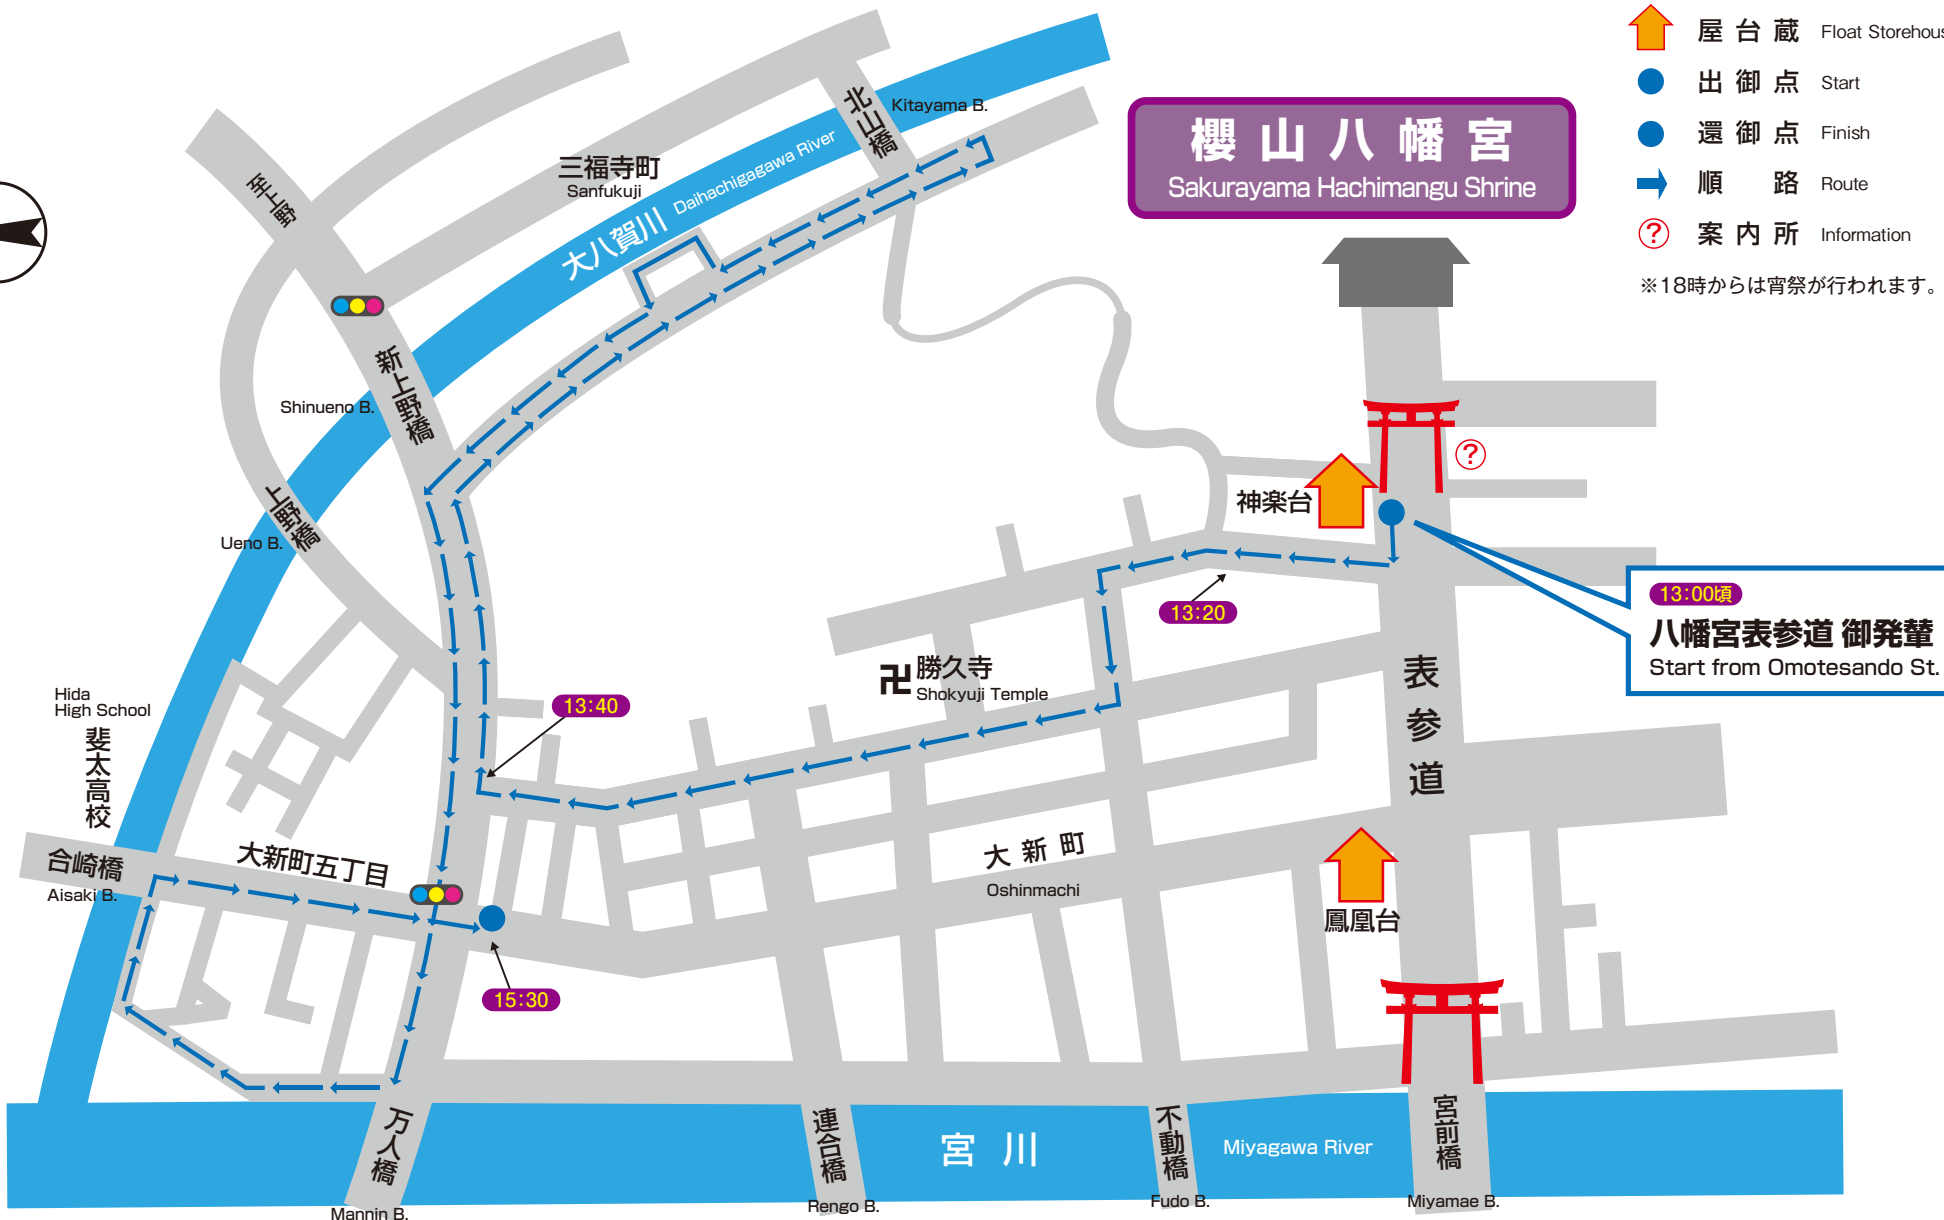 屋台蔵 Float Storehous
出御点 Start
還御点 Finish
順路 Route
? 案内所 Information
※18時からは宵祭が行われます。
櫻山八幡宮
Sakurayama Hachimangu Shrine
北山橋
Kitayama B.
三福寺町
Sanfukuji
大八賀川 Daihachigagawa River
至上野
新上野橋
Shinueno B.
上野橋
Ueno B.
?
神楽台
13:20
13:00頃
八幡宮表参道 御発輦
Start from Omotesando St.
表参道
卍 勝久寺
Shokyuji Temple
13:40
Hida
High School
斐太高校
合崎橋
Aisaki B.
大新町五丁目
15:30
大新町
Oshinmachi
鳳凰台
万人橋
Mannin B.
連合橋
Rengo B.
宮川
Miyagawa River
不動橋
Fudo B.
宮前橋
Miyamae B.